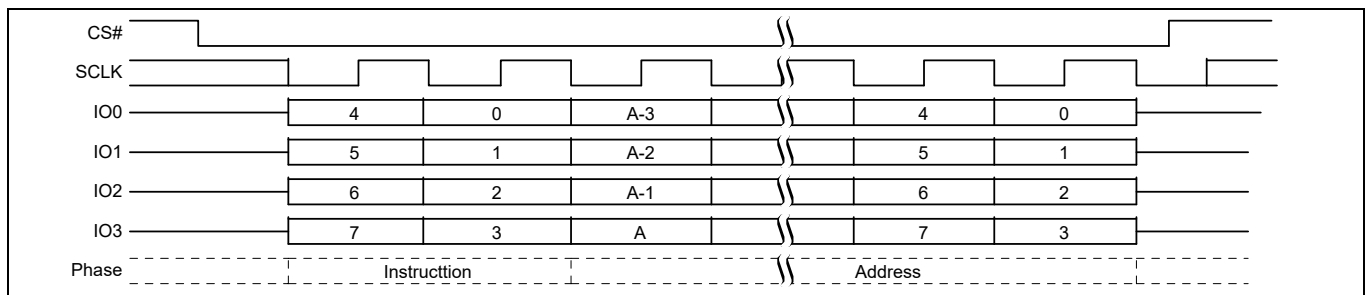 CS#
SCLK
IO0 4 0 A-3 4 0
IO1 5 1 A-2 5 1
IO2 6 2 A-1 6 2
IO3 7 3 A 7 3
Phase Instructtion Address